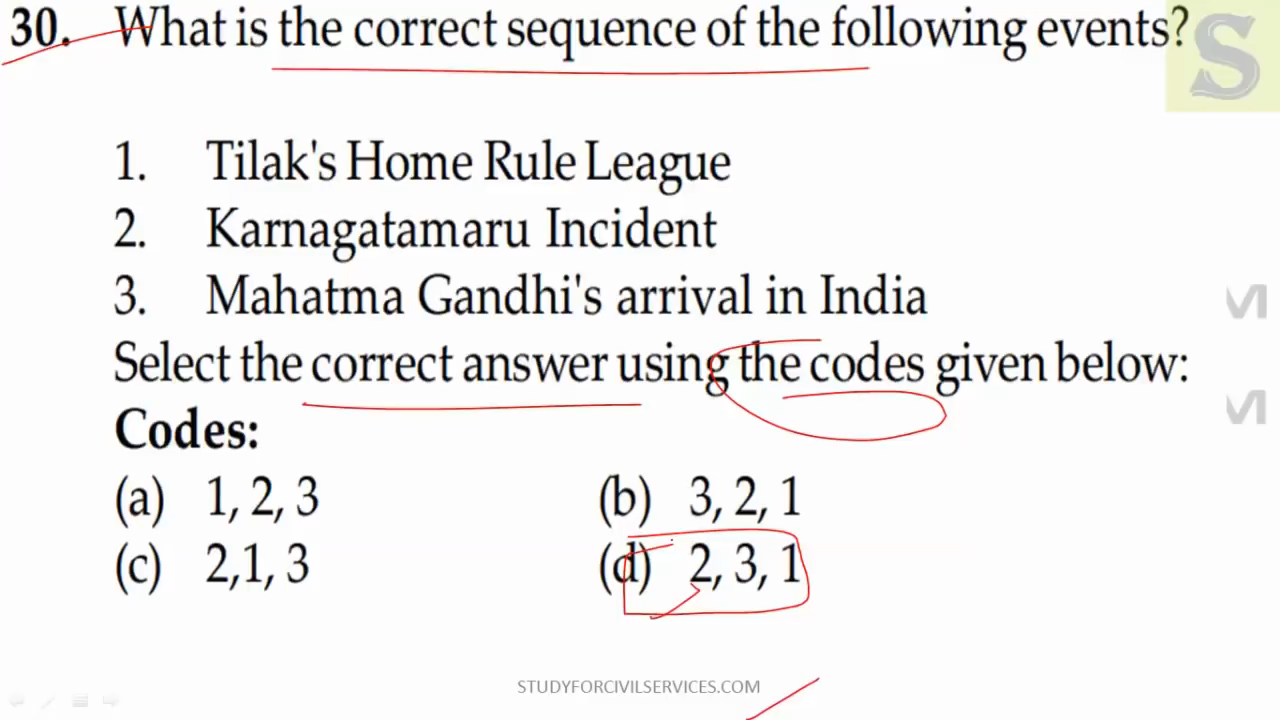 30. What is the correct sequence of the following events?
S
1. Tilak's Home Rule League
2. Karnagatamaru Incident
3. Mahatma Gandhi's arrival in India
M
Select the correct answer using the codes given below:
M
Codes:
(a) 1, 2, 3 (b) 3, 2, 1
(c) 2,1, 3 (d) 2, 3, 1
STUDYFORCIVILSERVICES.COM